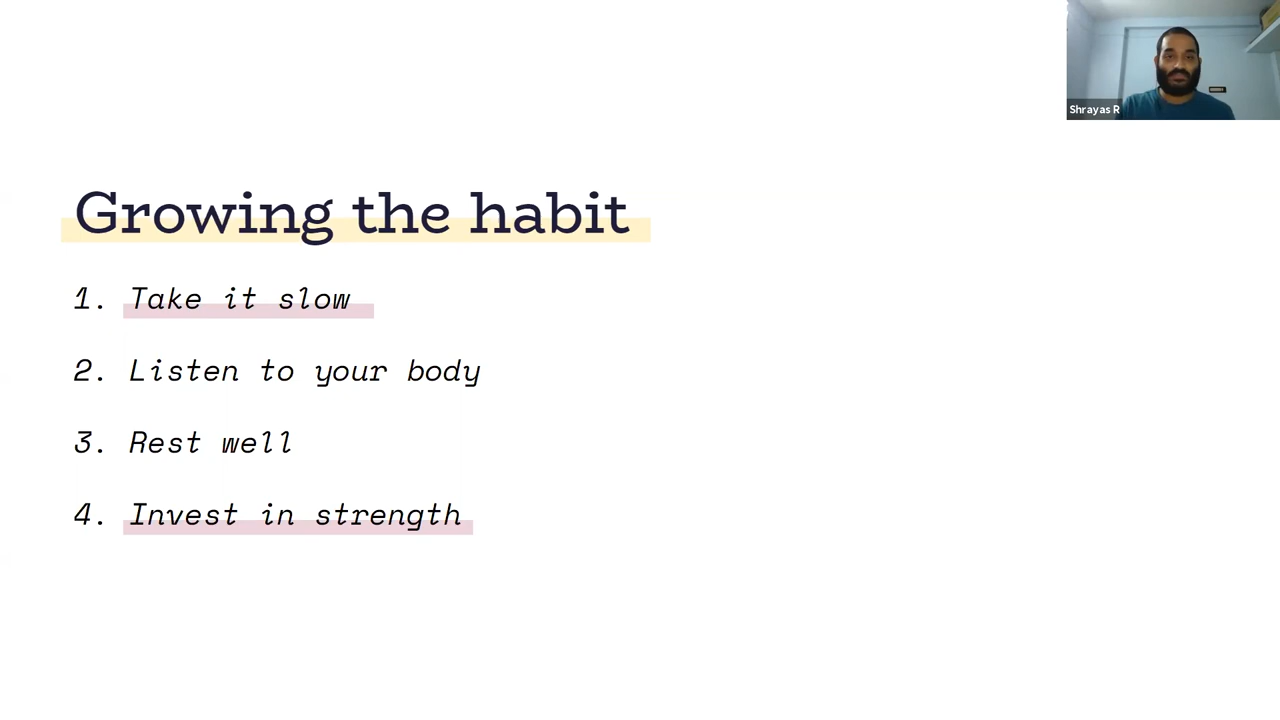 Shrayas R
Growing the habit
1. Take it slow
2. Listen to your body
3. Rest well
4. Invest in strength